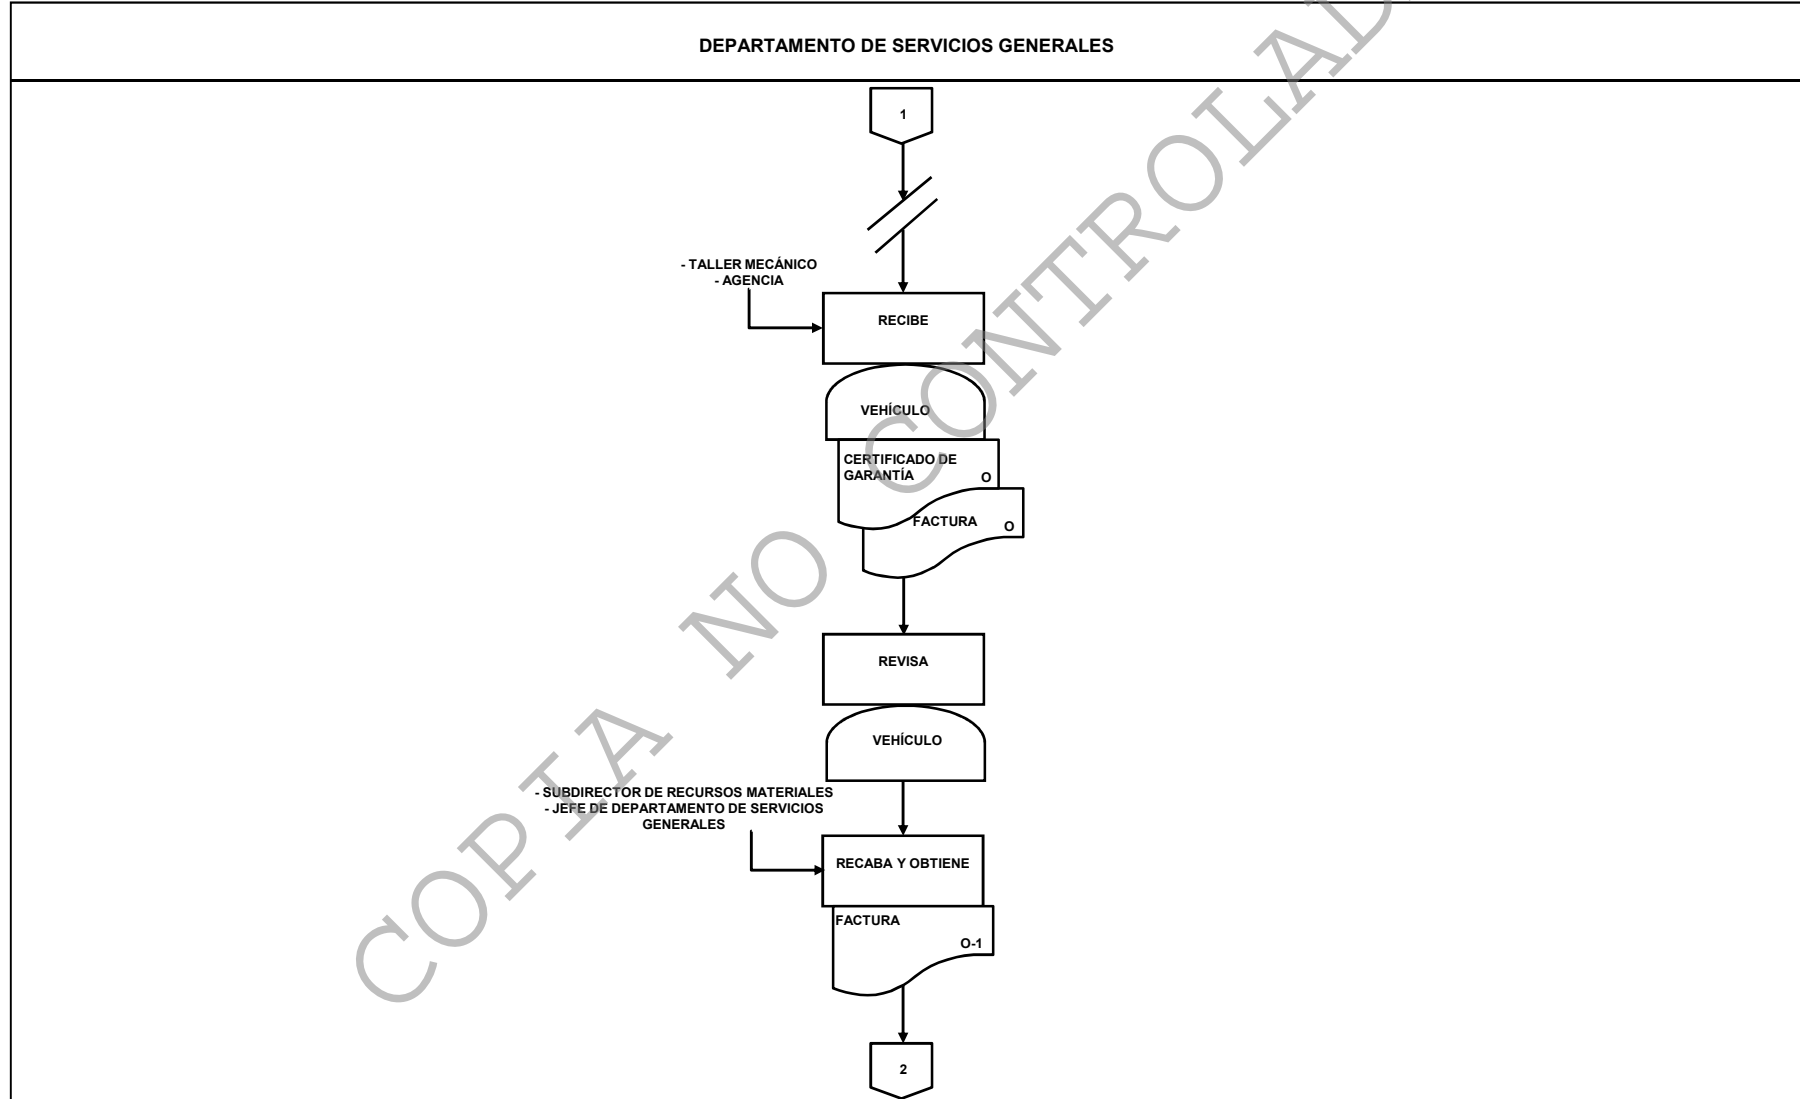 DEPARTAMENTO DE SERVICIOS GENERALES
1
- TALLER MECÁNICO
- AGENCIA
RECIBE
VEHÍCULO
CERTIFICADO DE
GARANTÍA
O
FACTURA
O
REVISA
VEHÍCULO
- SUBDIRECTOR DE RECURSOS MATERIALES
- JEFE DE DEPARTAMENTO DE SERVICIOS
GENERALES
RECABA Y OBTIENE
FACTURA
O-1
2
COPIA NO CONTROLAD